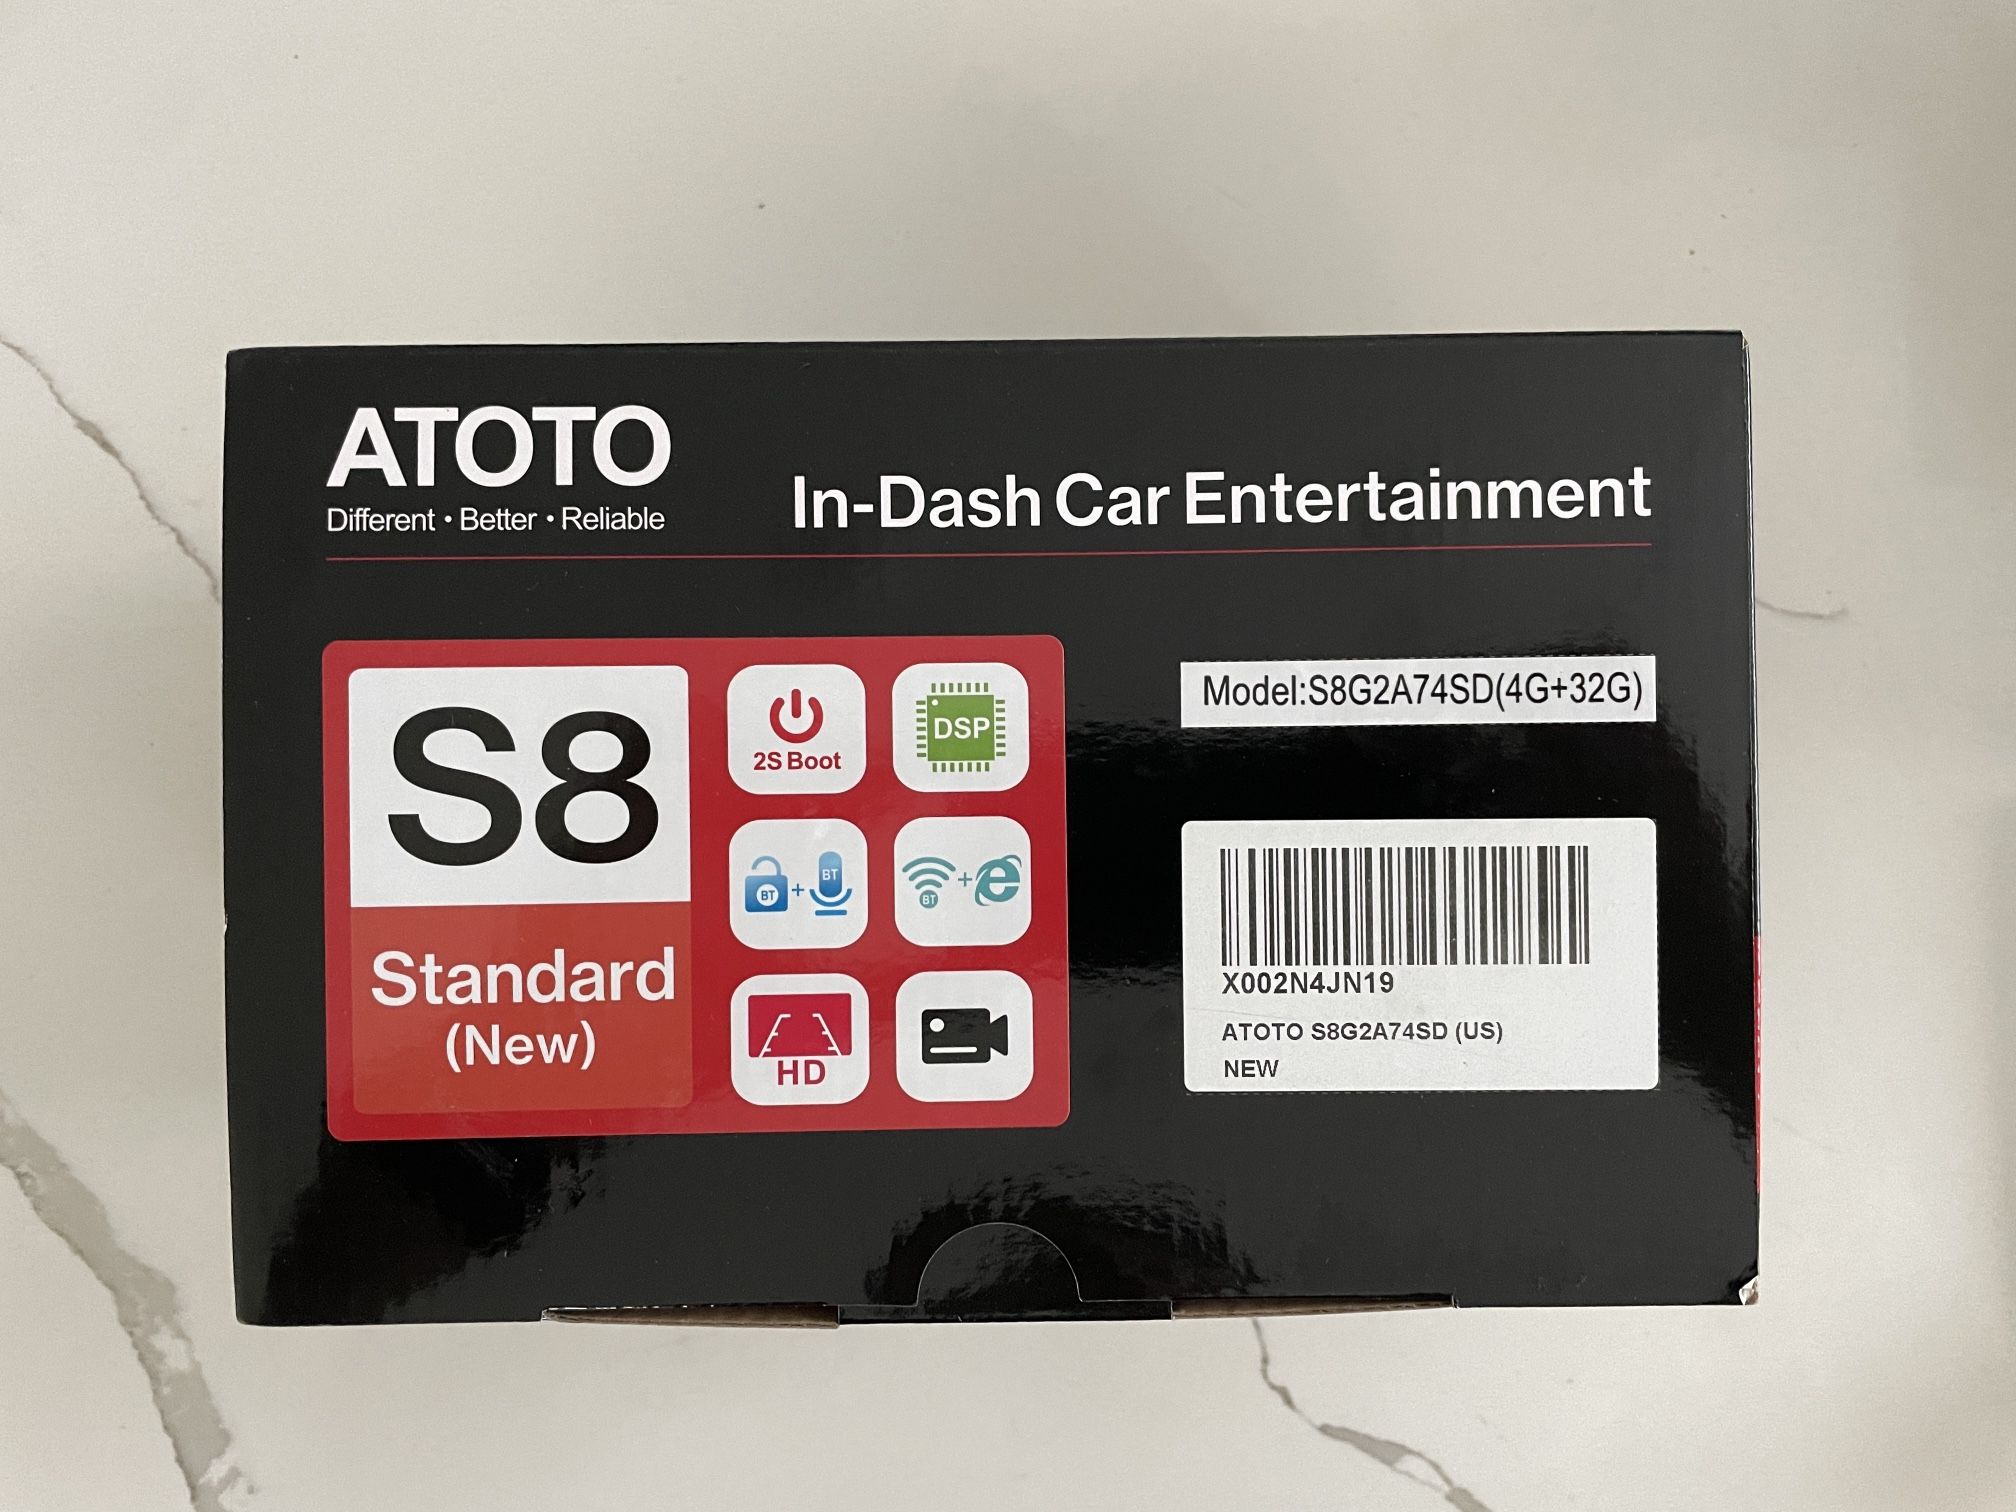 ATOTO
Different • Better • Reliable
In-Dash Car Entertainment
S8
Standard
(New)
2S Boot
DSP
BT + BT
BT + e
HD
Model:S8G2A74SD(4G+32G)
X002N4JN19
ATOTO S8G2A74SD (US)
NEW